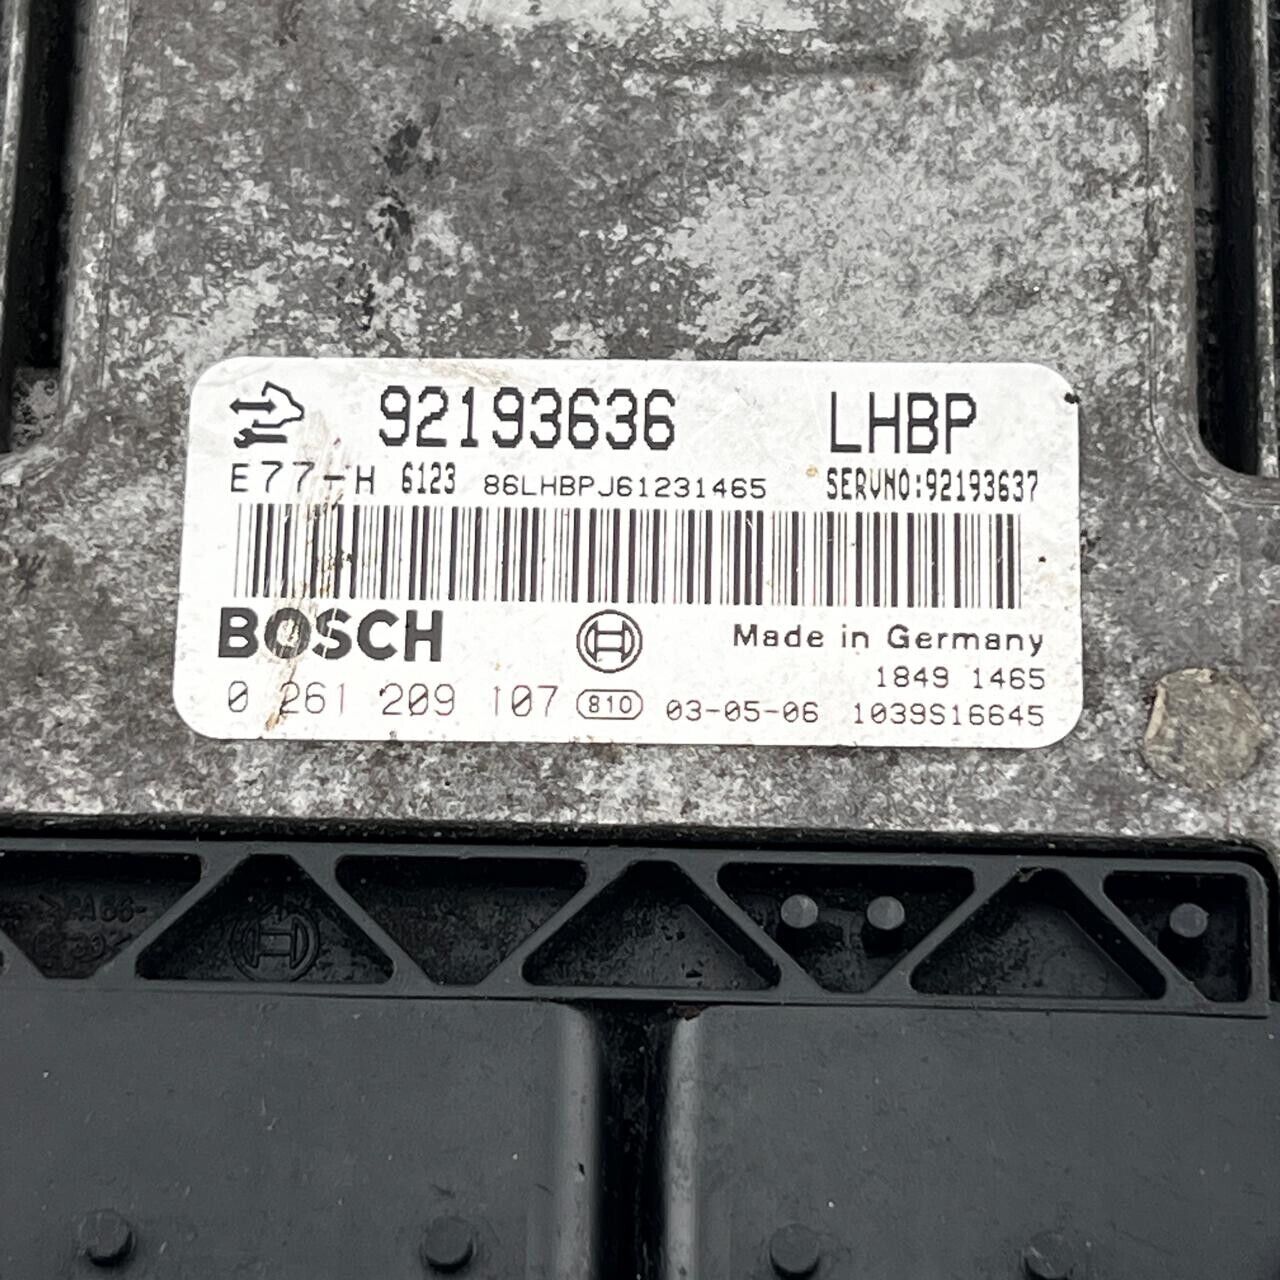 92193636 LHBP
E77-H 6123 86LHBPJ61231465 SERVNO:92193637
BOSCH Made in Germany
1849 1465
0 261 209 107 810 03-05-06 1039S16645